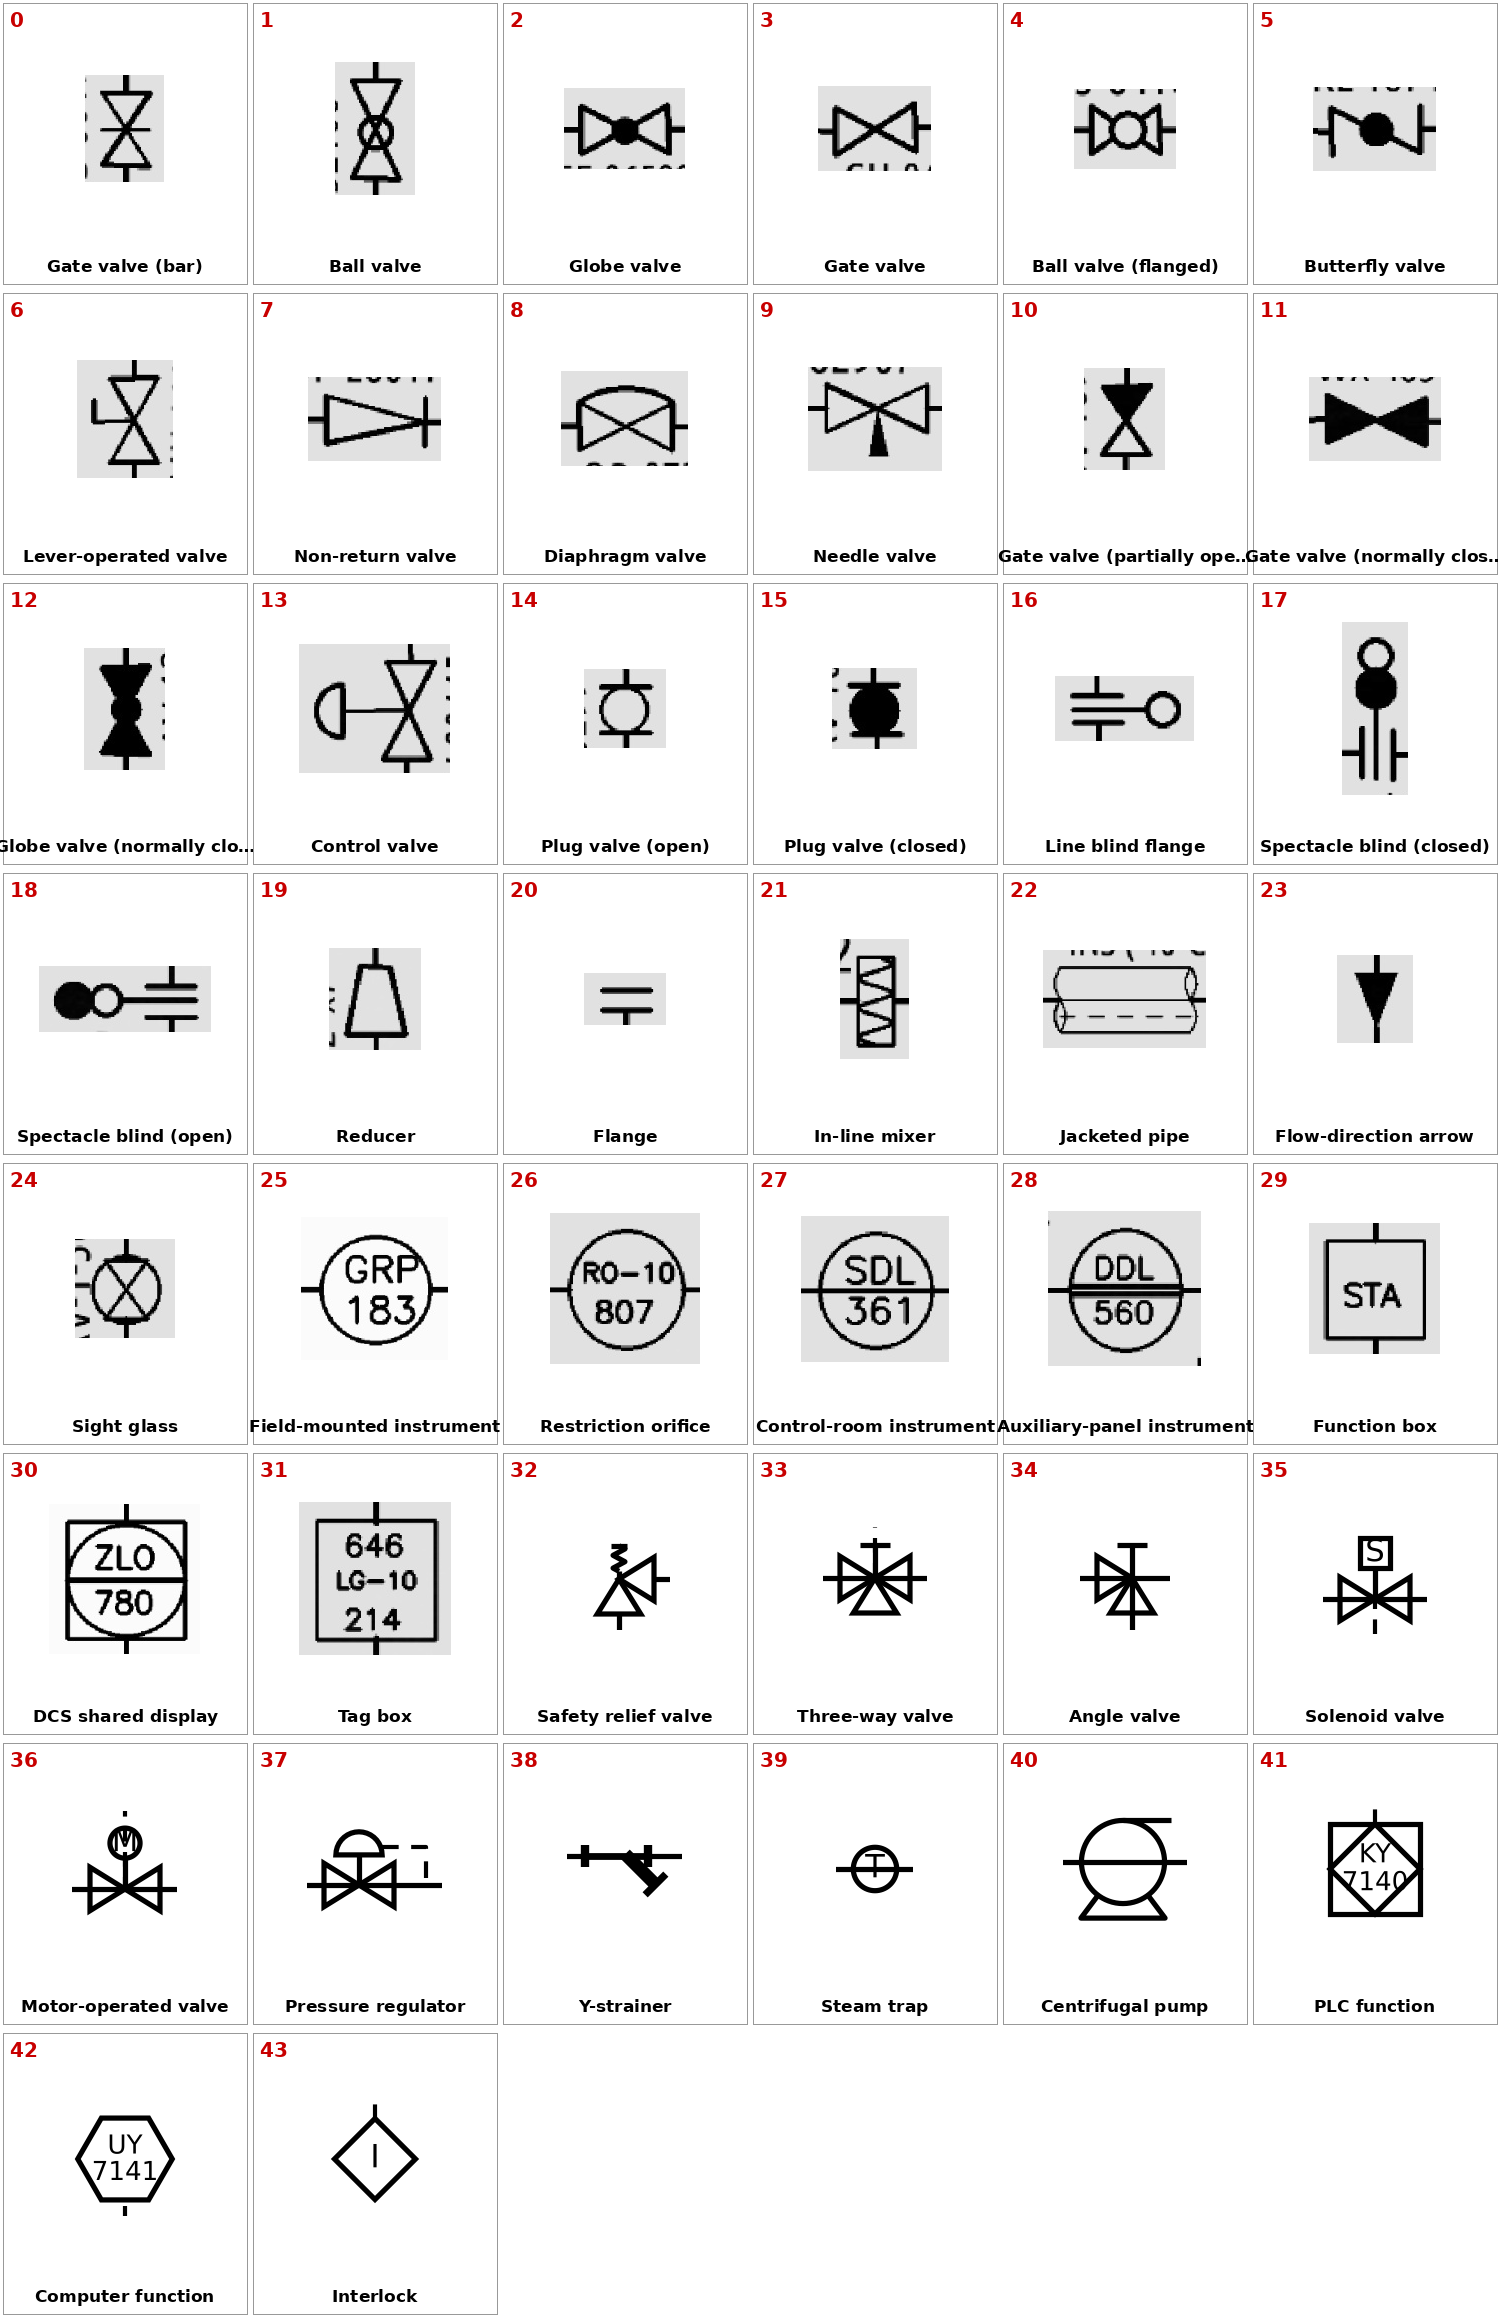 0 1 2 3 4 5
Gate valve (bar) Ball valve Globe valve Gate valve Ball valve (flanged) Butterfly valve
6 7 8 9 10 11
Lever-operated valve Non-return valve Diaphragm valve Needle valve Gate valve (partially ope... Gate valve (normally clos...
12 13 14 15 16 17
Globe valve (normally clo... Control valve Plug valve (open) Plug valve (closed) Line blind flange Spectacle blind (closed)
18 19 20 21 22 23
Spectacle blind (open) Reducer Flange In-line mixer Jacketed pipe Flow-direction arrow
24 25 26 27 28 29
GRP RO-10 SDL DDL STA
183 807 361 560
Sight glass Field-mounted instrument Restriction orifice Control-room instrument Auxiliary-panel instrument Function box
30 31 32 33 34 35
ZLO 646 S
780 LG-10
214
DCS shared display Tag box Safety relief valve Three-way valve Angle valve Solenoid valve
36 37 38 39 40 41
M T KY
7140
Motor-operated valve Pressure regulator Y-strainer Steam trap Centrifugal pump PLC function
42 43
UY I
7141
Computer function Interlock